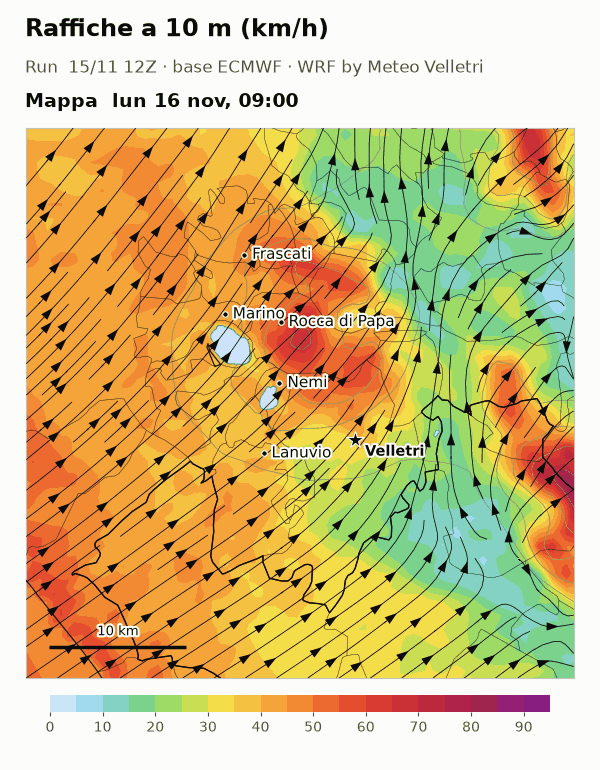 Raffiche a 10 m (km/h)
Run 15/11 12Z · base ECMWF · WRF by Meteo Velletri
Mappa lun 16 nov, 09:00
Frascati
Marino
Rocca di Papa
Nemi
Velletri
Lanuvio
10 km
0 10 20 30 40 50 60 70 80 90